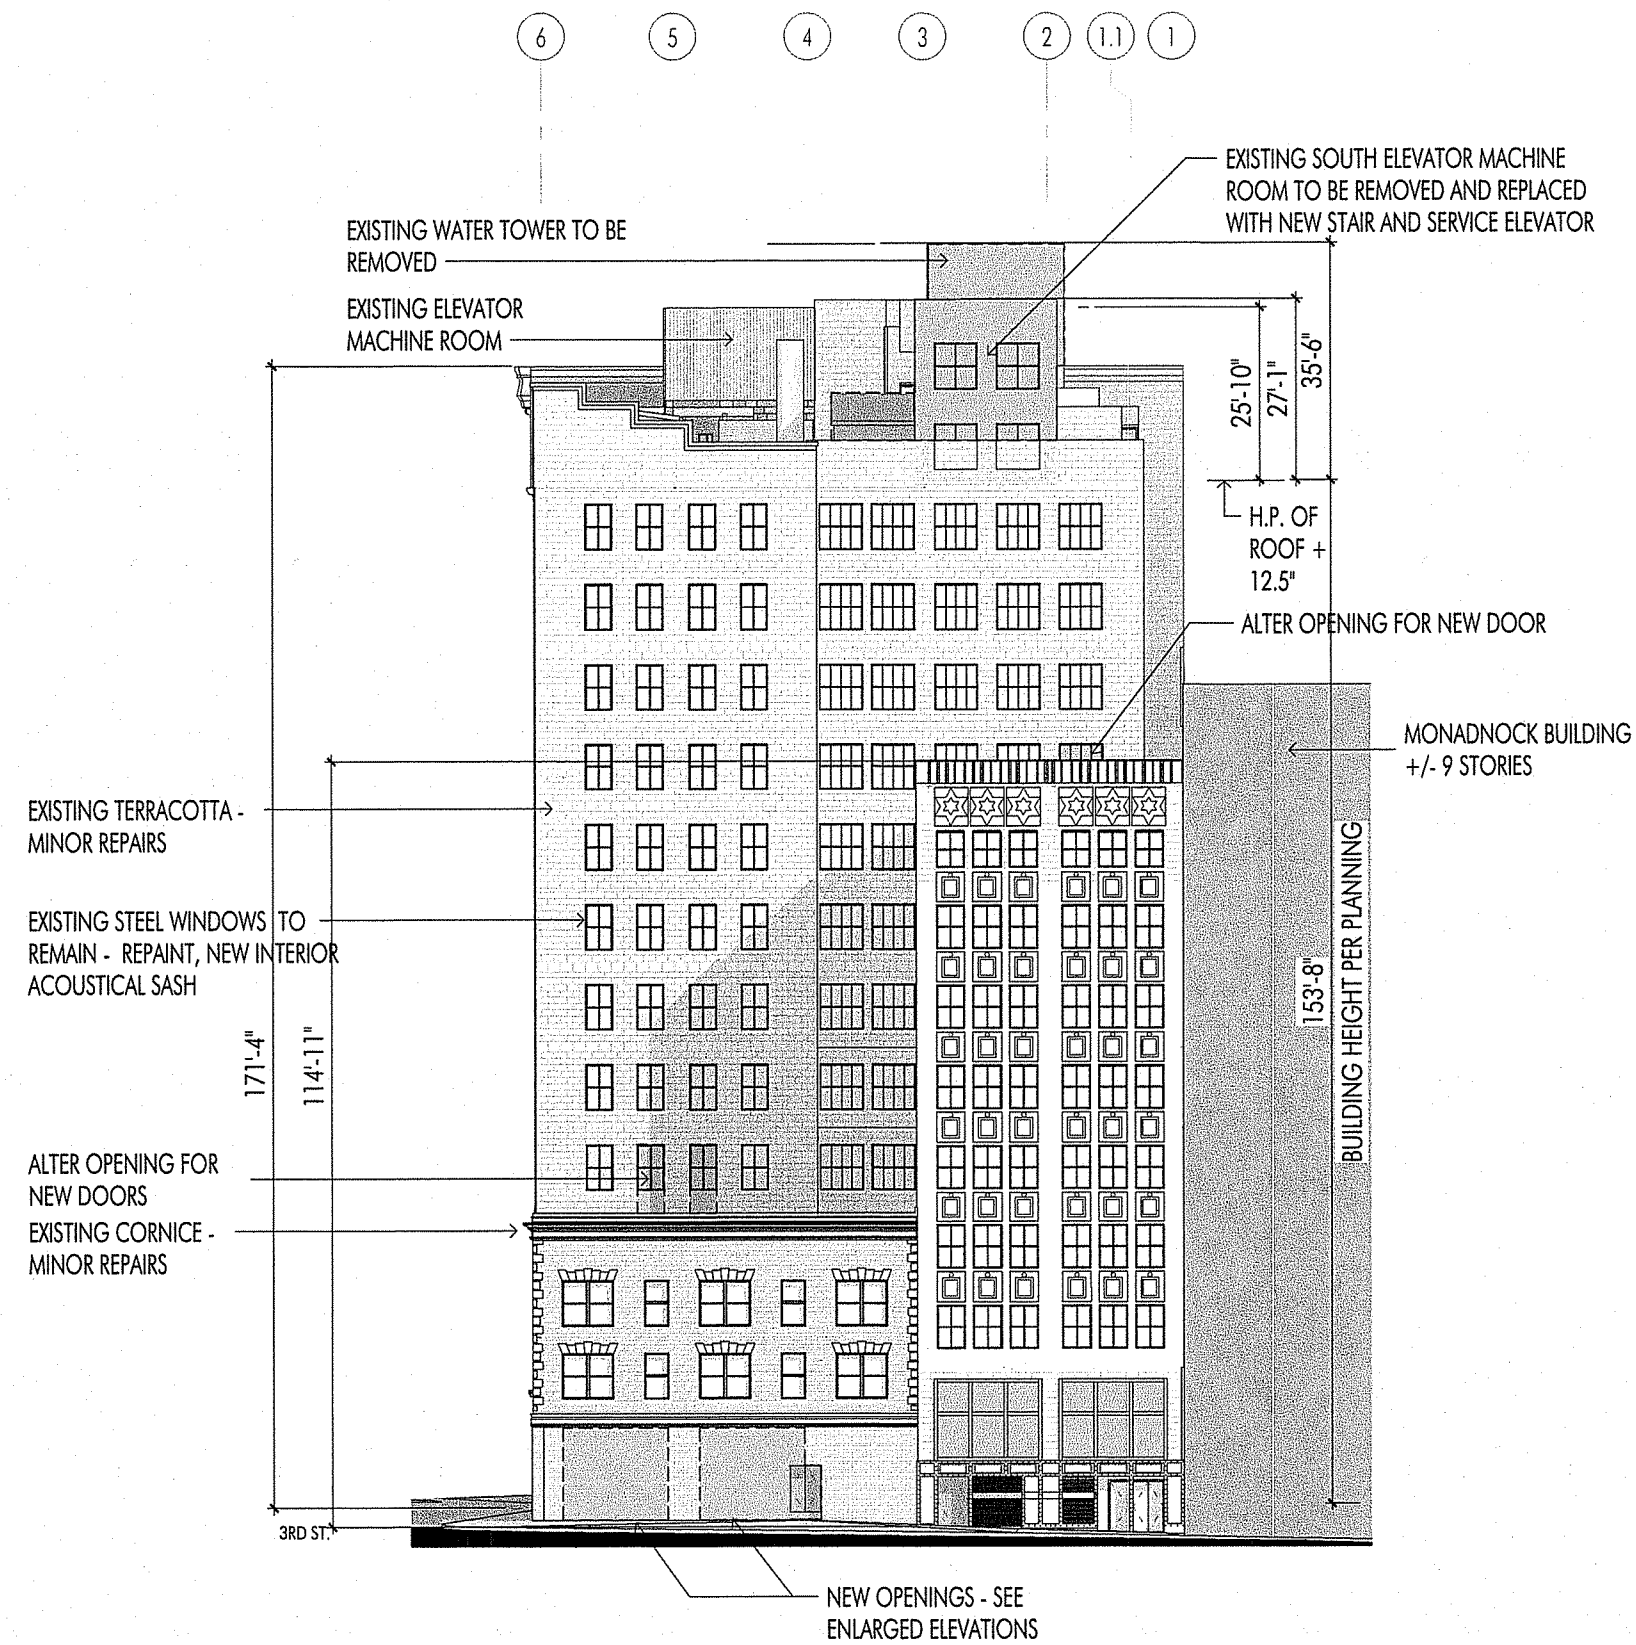 6
5
4
3
2
1.1
1
EXISTING SOUTH ELEVATOR MACHINE
ROOM TO BE REMOVED AND REPLACED
WITH NEW STAIR AND SERVICE ELEVATOR
EXISTING WATER TOWER TO BE
REMOVED
EXISTING ELEVATOR
MACHINE ROOM
25'-10"
27'-1"
35'-6"
H.P. OF
ROOF +
12.5"
ALTER OPENING FOR NEW DOOR
MONADNOCK BUILDING
+/- 9 STORIES
EXISTING TERRACOTTA -
MINOR REPAIRS
EXISTING STEEL WINDOWS TO
REMAIN - REPAINT, NEW INTERIOR
ACOUSTICAL SASH
171'-4"
114'-11"
153'-8"
BUILDING HEIGHT PER PLANNING
ALTER OPENING FOR
NEW DOORS
EXISTING CORNICE -
MINOR REPAIRS
3RD ST.
NEW OPENINGS - SEE
ENLARGED ELEVATIONS